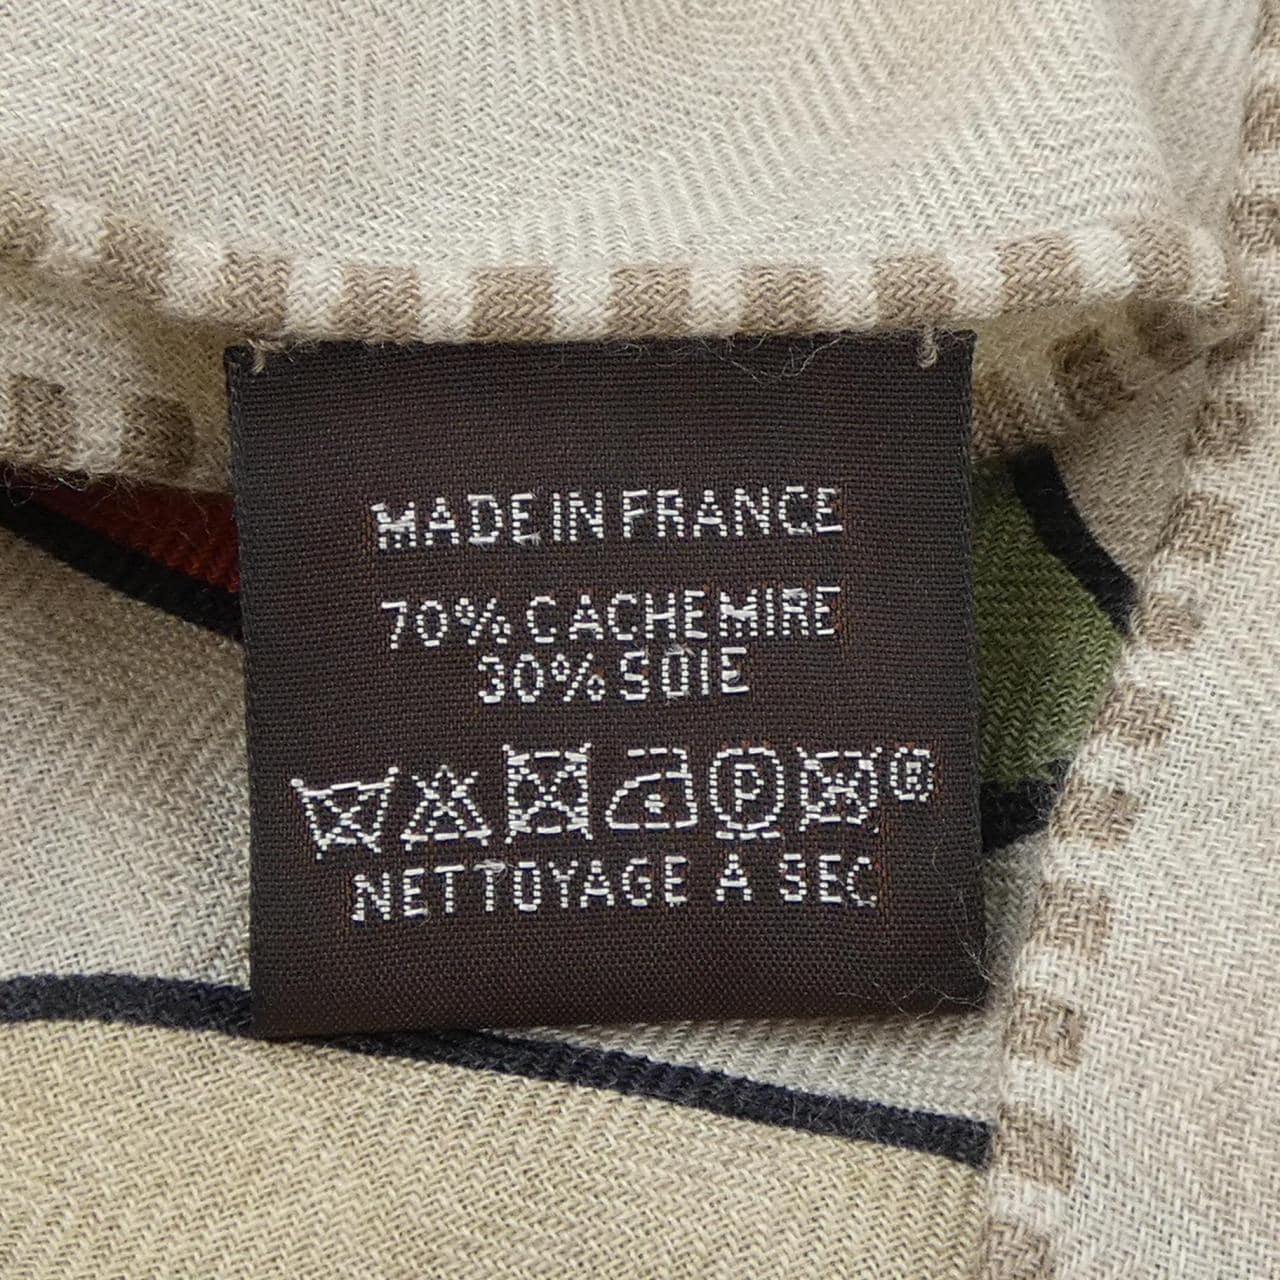 MADE IN FRANCE
70% CACHEMIRE
30% SOIE
P ®
NETTOYAGE A SEC